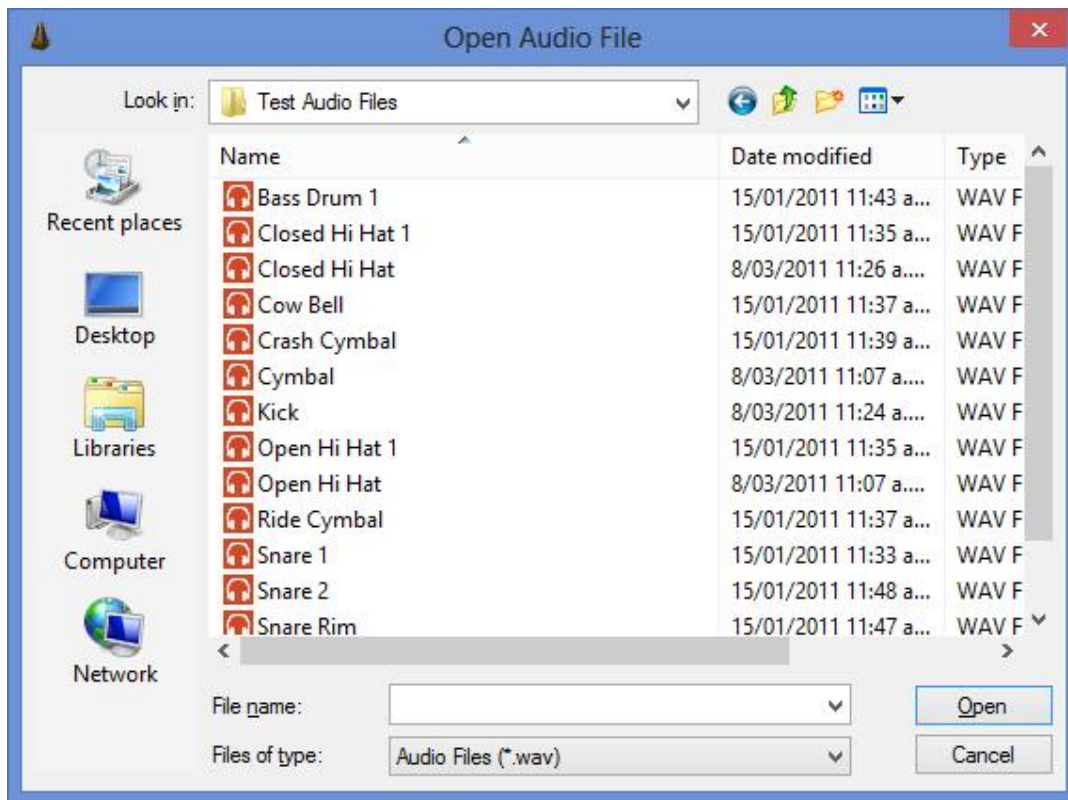 Open Audio File
Look in: Test Audio Files
Name Date modified Type
Bass Drum 1 15/01/2011 11:43 a... WAV F
Closed Hi Hat 1 15/01/2011 11:35 a... WAV F
Closed Hi Hat 8/03/2011 11:26 a.... WAV F
Cow Bell 15/01/2011 11:37 a... WAV F
Crash Cymbal 15/01/2011 11:39 a... WAV F
Cymbal 8/03/2011 11:07 a.... WAV F
Kick 8/03/2011 11:24 a.... WAV F
Open Hi Hat 1 15/01/2011 11:35 a... WAV F
Open Hi Hat 8/03/2011 11:07 a.... WAV F
Ride Cymbal 15/01/2011 11:37 a... WAV F
Snare 1 15/01/2011 11:33 a... WAV F
Snare 2 15/01/2011 11:48 a... WAV F
Snare Rim 15/01/2011 11:47 a... WAV F
Recent places
Desktop
Libraries
Computer
Network
File name:
Open
Files of type: Audio Files (*.wav)
Cancel